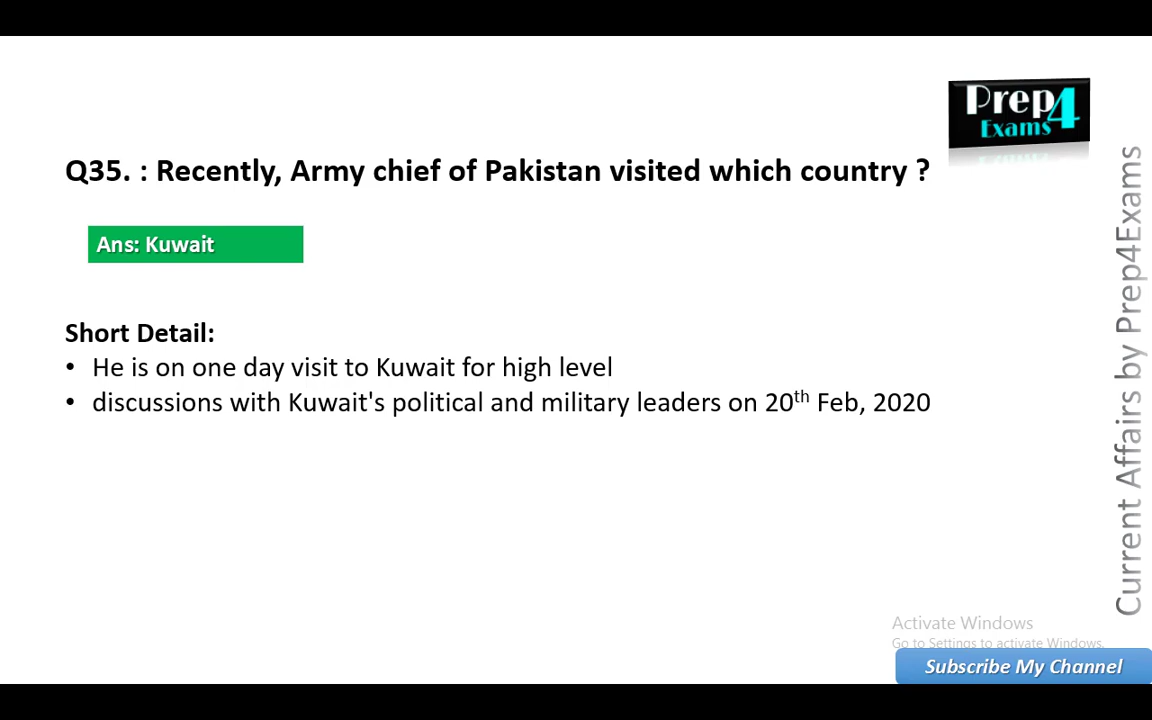 Prep4
Exams
Q35. : Recently, Army chief of Pakistan visited which country ?
Ans: Kuwait
Short Detail:
• He is on one day visit to Kuwait for high level
• discussions with Kuwait's political and military leaders on 20th Feb, 2020
Current Affairs by Prep4Exams
Activate Windows
Go to Settings to activate Windows.
Subscribe My Channel